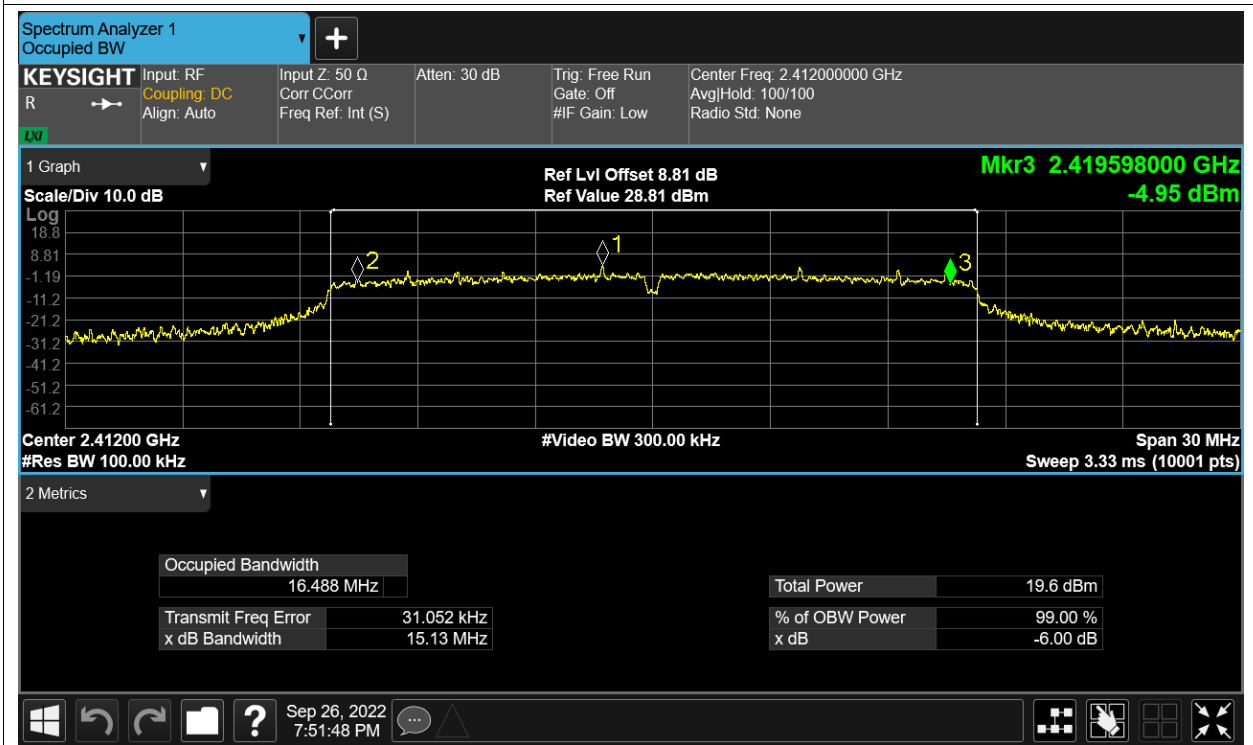 Spectrum Analyzer 1
Occupied BW
KEYSIGHT
R
LXI
Input: RF
Coupling: DC
Align: Auto
Input Z: 50 Ω
Corr CCorr
Freq Ref: Int (S)
Atten: 30 dB
Trig: Free Run
Gate: Off
#IF Gain: Low
Center Freq: 2.412000000 GHz
Avg|Hold: 100/100
Radio Std: None
1 Graph
Scale/Div 10.0 dB
Ref Lvl Offset 8.81 dB
Ref Value 28.81 dBm
Mkr3 2.419598000 GHz
-4.95 dBm
Log
18.8
8.81
-1.19
-11.2
-21.2
-31.2
-41.2
-51.2
-61.2
2
1
3
Center 2.41200 GHz
#Res BW 100.00 kHz
#Video BW 300.00 kHz
Span 30 MHz
Sweep 3.33 ms (10001 pts)
2 Metrics
Occupied Bandwidth
16.488 MHz
Transmit Freq Error 31.052 kHz
x dB Bandwidth 15.13 MHz
Total Power 19.6 dBm
% of OBW Power 99.00 %
x dB -6.00 dB
?
Sep 26, 2022
7:51:48 PM